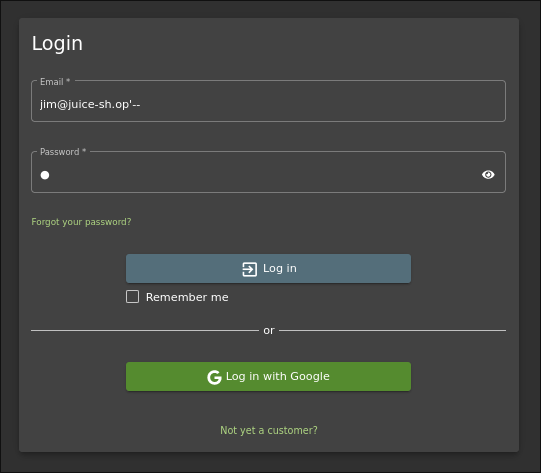 Login
Email *
jim@juice-sh.op'--
Password *
Forgot your password?
Log in
Remember me
or
Log in with Google
Not yet a customer?